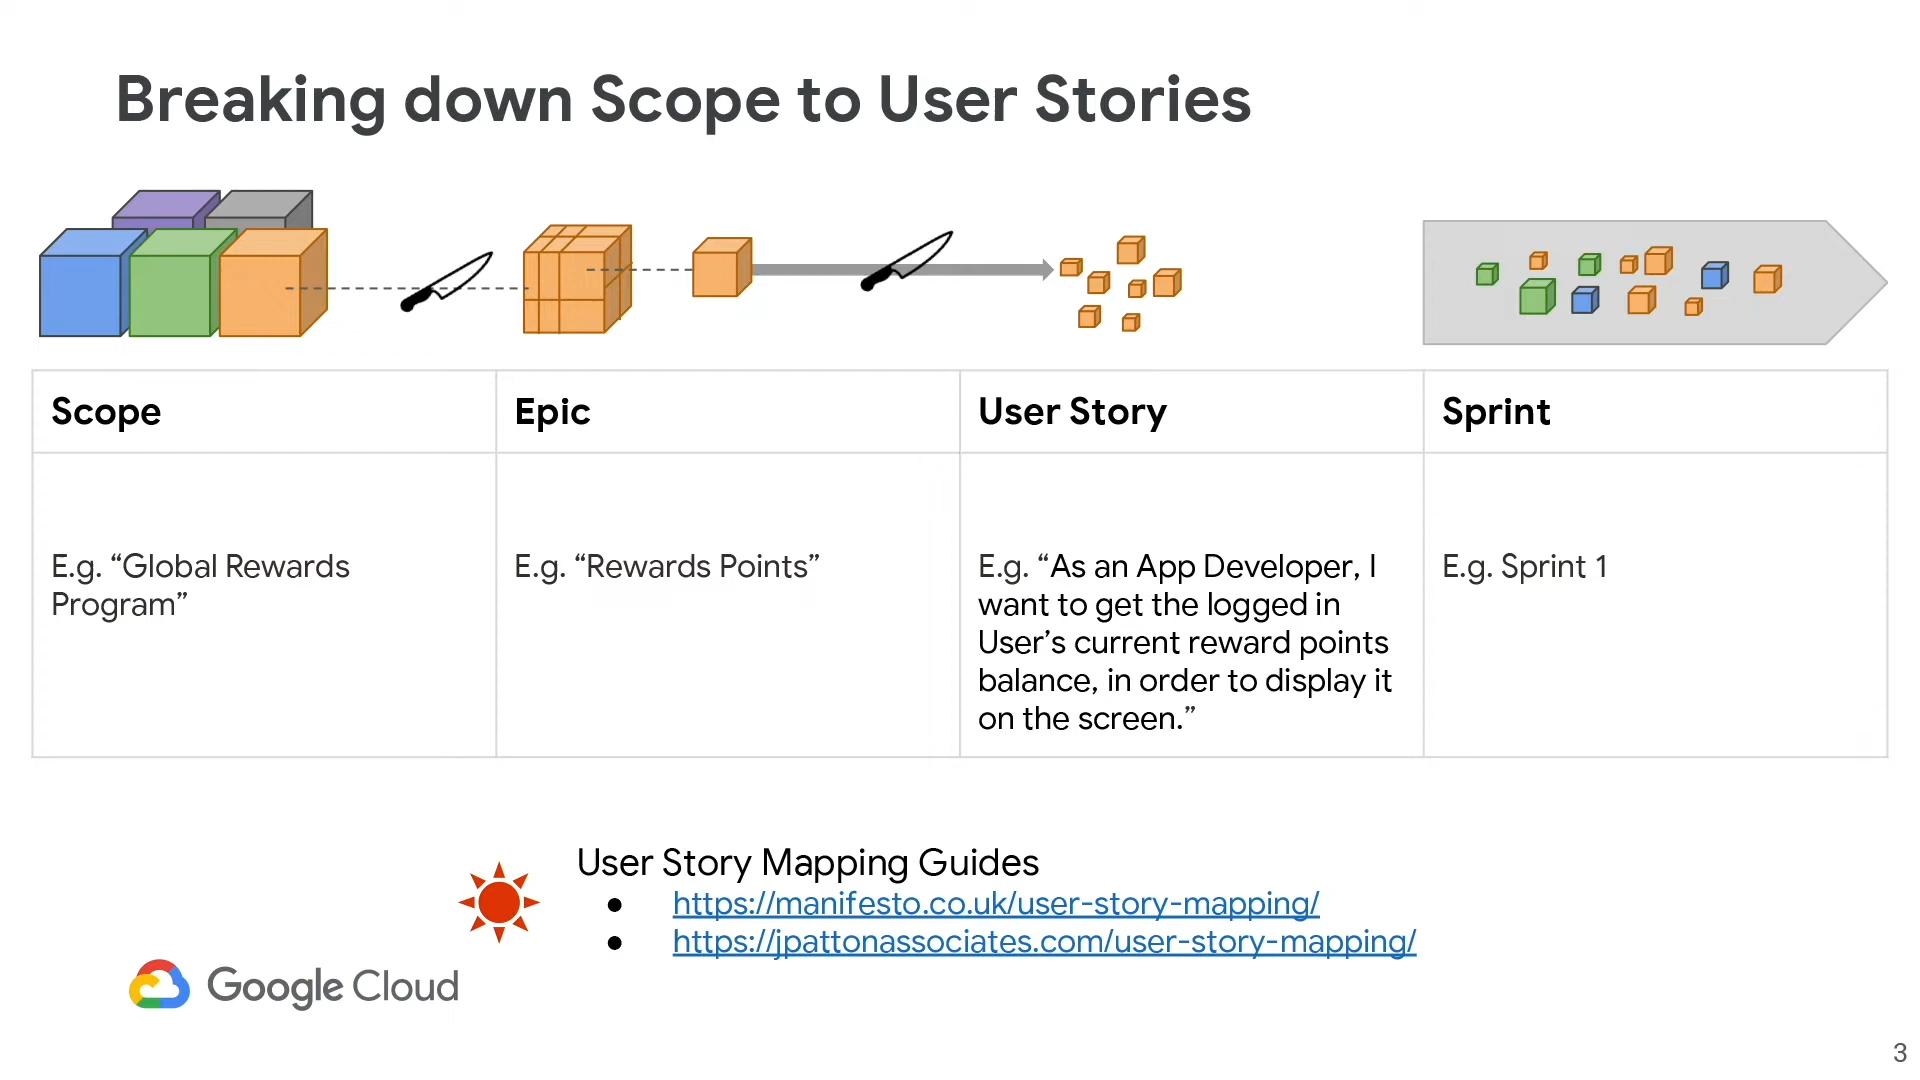 Breaking down Scope to User Stories
Scope
Epic
User Story
Sprint
E.g. “Global Rewards
Program”
E.g. “Rewards Points”
E.g. “As an App Developer, I
want to get the logged in
User’s current reward points
balance, in order to display it
on the screen.”
E.g. Sprint 1
User Story Mapping Guides
● https://manifesto.co.uk/user-story-mapping/
● https://jpattonassociates.com/user-story-mapping/
Google Cloud
3